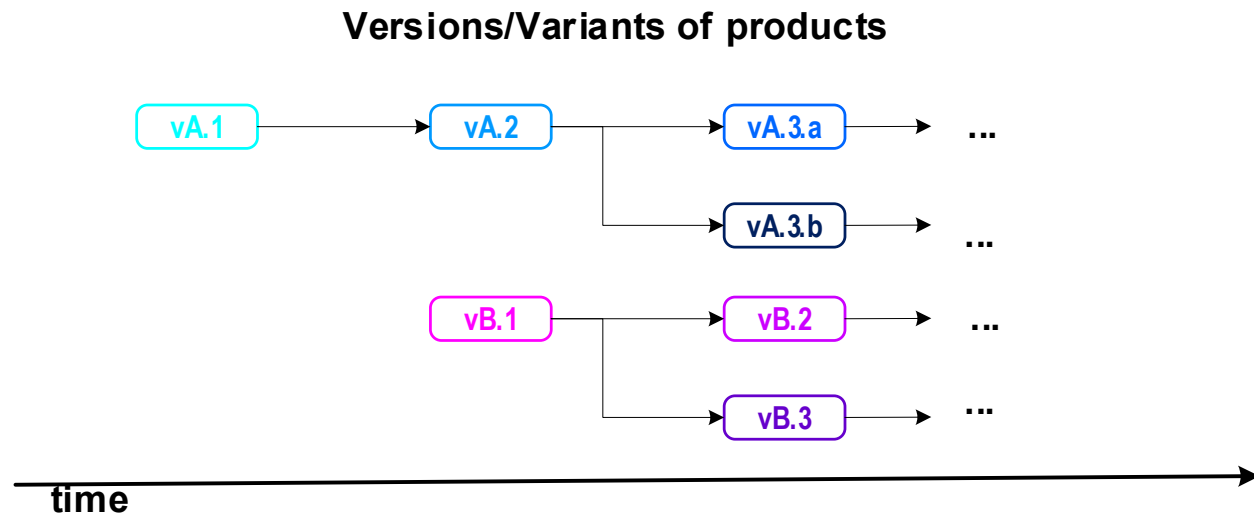 Versions/Variants of products
vA.1 vA.2 vA.3.a ...
vA.3.b ...
vB.1 vB.2 ...
vB.3 ...
time